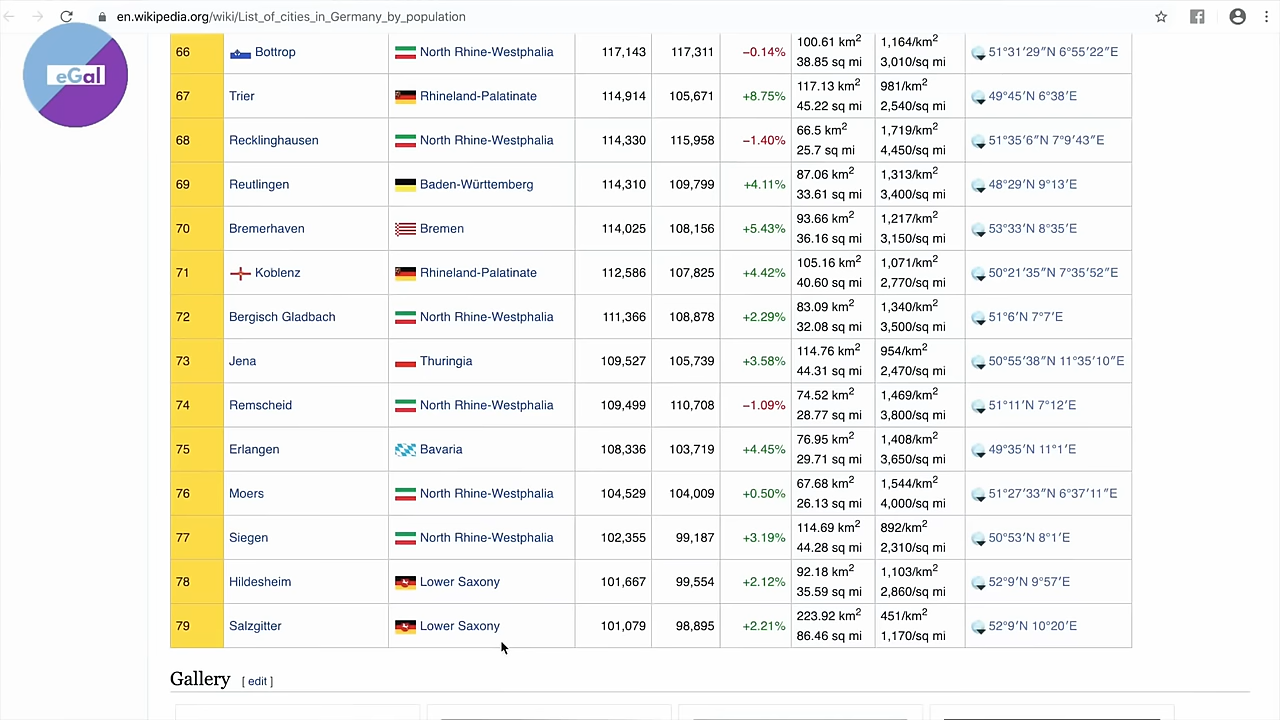 en.wikipedia.org/wiki/List_of_cities_in_Germany_by_population
eGal
66 Bottrop North Rhine-Westphalia 117,143 117,311 −0.14% 100.61 km² 1,164/km² 51°31′29″N 6°55′22″E
38.85 sq mi 3,010/sq mi
67 Trier Rhineland-Palatinate 114,914 105,671 +8.75% 117.13 km² 981/km² 49°45′N 6°38′E
45.22 sq mi 2,540/sq mi
68 Recklinghausen North Rhine-Westphalia 114,330 115,958 −1.40% 66.5 km² 1,719/km² 51°35′6″N 7°9′43″E
25.7 sq mi 4,450/sq mi
69 Reutlingen Baden-Württemberg 114,310 109,799 +4.11% 87.06 km² 1,313/km² 48°29′N 9°13′E
33.61 sq mi 3,400/sq mi
70 Bremerhaven Bremen 114,025 108,156 +5.43% 93.66 km² 1,217/km² 53°33′N 8°35′E
36.16 sq mi 3,150/sq mi
71 Koblenz Rhineland-Palatinate 112,586 107,825 +4.42% 105.16 km² 1,071/km² 50°21′35″N 7°35′52″E
40.60 sq mi 2,770/sq mi
72 Bergisch Gladbach North Rhine-Westphalia 111,366 108,878 +2.29% 83.09 km² 1,340/km² 51°6′N 7°7′E
32.08 sq mi 3,500/sq mi
73 Jena Thuringia 109,527 105,739 +3.58% 114.76 km² 954/km² 50°55′38″N 11°35′10″E
44.31 sq mi 2,470/sq mi
74 Remscheid North Rhine-Westphalia 109,499 110,708 −1.09% 74.52 km² 1,469/km² 51°11′N 7°12′E
28.77 sq mi 3,800/sq mi
75 Erlangen Bavaria 108,336 103,719 +4.45% 76.95 km² 1,408/km² 49°35′N 11°1′E
29.71 sq mi 3,650/sq mi
76 Moers North Rhine-Westphalia 104,529 104,009 +0.50% 67.68 km² 1,544/km² 51°27′33″N 6°37′11″E
26.13 sq mi 4,000/sq mi
77 Siegen North Rhine-Westphalia 102,355 99,187 +3.19% 114.69 km² 892/km² 50°53′N 8°1′E
44.28 sq mi 2,310/sq mi
78 Hildesheim Lower Saxony 101,667 99,554 +2.12% 92.18 km² 1,103/km² 52°9′N 9°57′E
35.59 sq mi 2,860/sq mi
79 Salzgitter Lower Saxony 101,079 98,895 +2.21% 223.92 km² 451/km² 52°9′N 10°20′E
86.46 sq mi 1,170/sq mi
Gallery [ edit ]